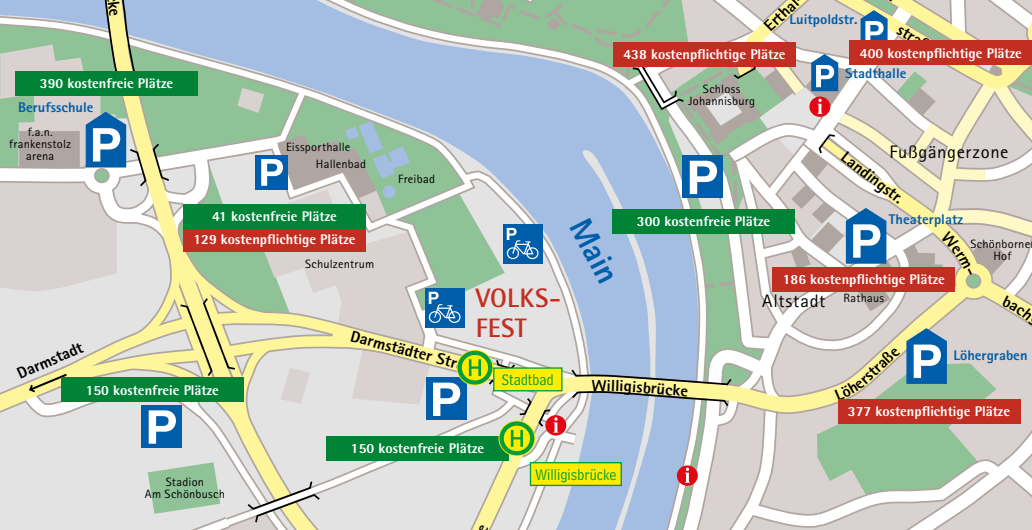 cke
Luitpoldstr.
Erthal
straß
P
438 kostenpflichtige Plätze
400 kostenpflichtige Plätze
390 kostenfreie Plätze
P
Stadthalle
Schloss
Johannisburg
i
Berufsschule
f.a.n.
frankenstolz
arena
P
Eissporthalle
Hallenbad
Freibad
P
P
Fußgängerzone
Landingstr.
41 kostenfreie Plätze
129 kostenpflichtige Plätze
300 kostenfreie Plätze
Theaterplatz
P
P
Main
Werm-
bachs
Schönborner
Hof
Schulzentrum
186 kostenpflichtige Plätze
Altstadt
Rathaus
P
VOLKS-
FEST
Darmstadt
Darmstädter Str.
H
Stadtbad
Willigisbrücke
Löherstraße
P
Löhergraben
150 kostenfreie Plätze
P
P
377 kostenpflichtige Plätze
i
150 kostenfreie Plätze
H
Willigisbrücke
i
Stadion
Am Schönbusch